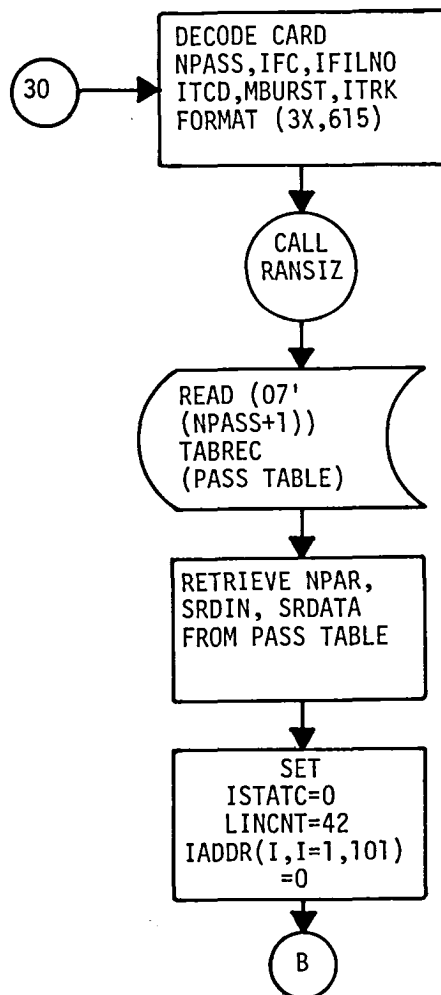 30
DECODE CARD
NPASS,IFC,IFILNO
ITCD,MBURST,ITRK
FORMAT (3X,6I5)
CALL
RANSIZ
READ (07'
(NPASS+1))
TABREC
(PASS TABLE)
RETRIEVE NPAR,
SRDIN, SRDATA
FROM PASS TABLE
SET
ISTATC=0
LINCNT=42
IADDR(I,I=1,101)
=0
B